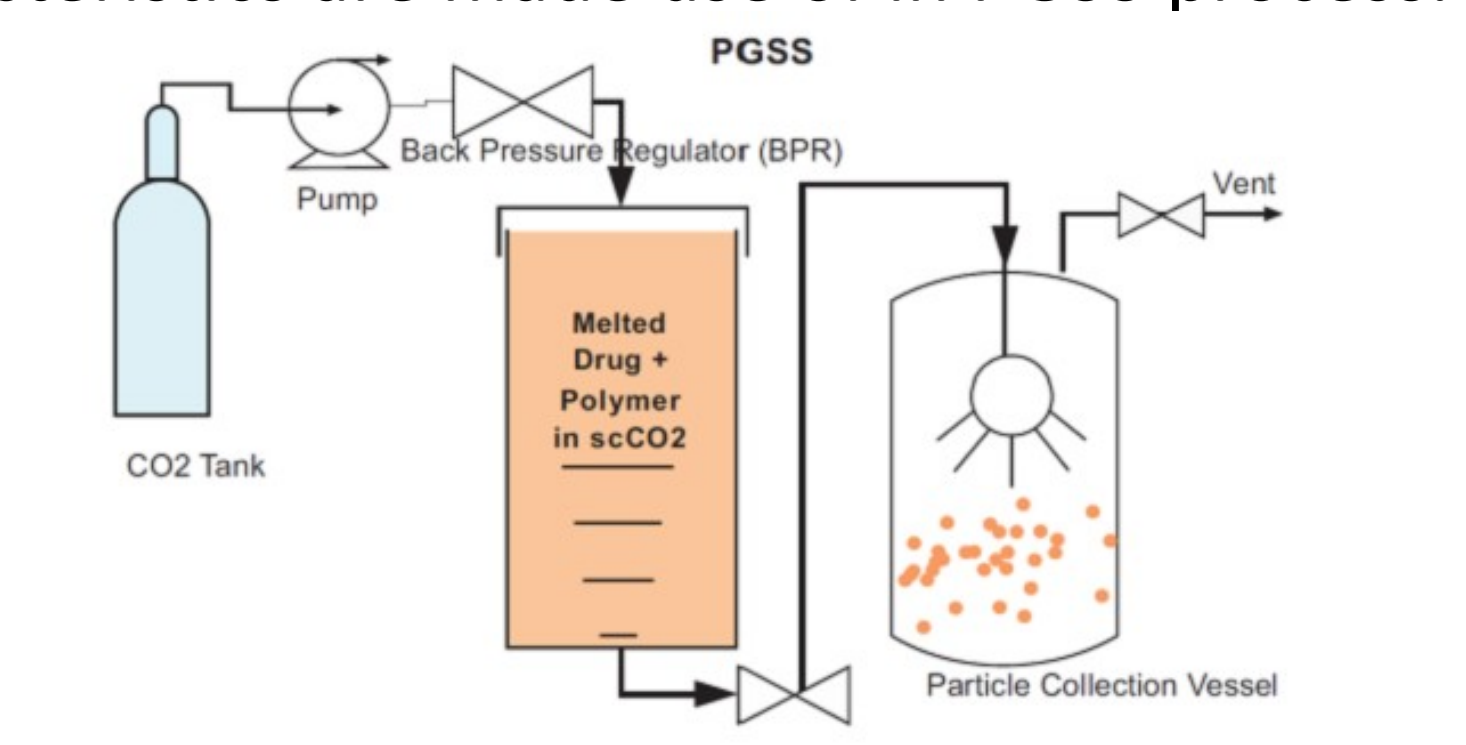 PGSS
Back Pressure Regulator (BPR)
Pump
Vent
Melted
Drug +
Polymer
in scCO2
CO2 Tank
Particle Collection Vessel